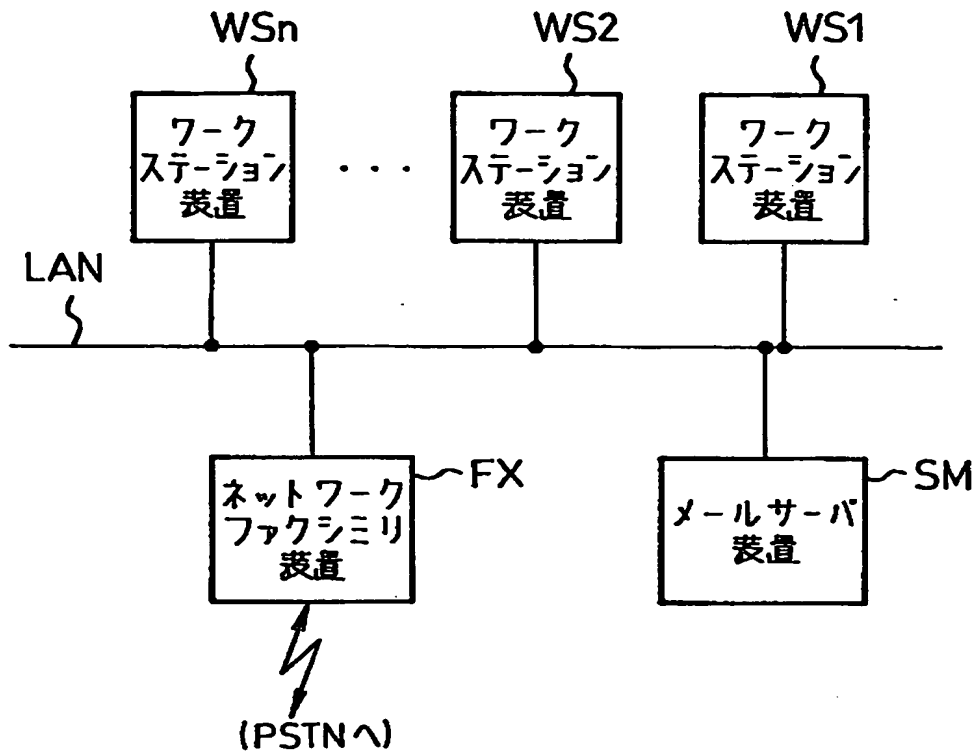 WSn
WS2
WS1
ワーク
ステーション
装置
・・・
ワーク
ステーション
装置
ワーク
ステーション
装置
LAN
ネットワーク
ファクシミリ
装置
FX
メールサーバ
装置
SM
(PSTNへ)